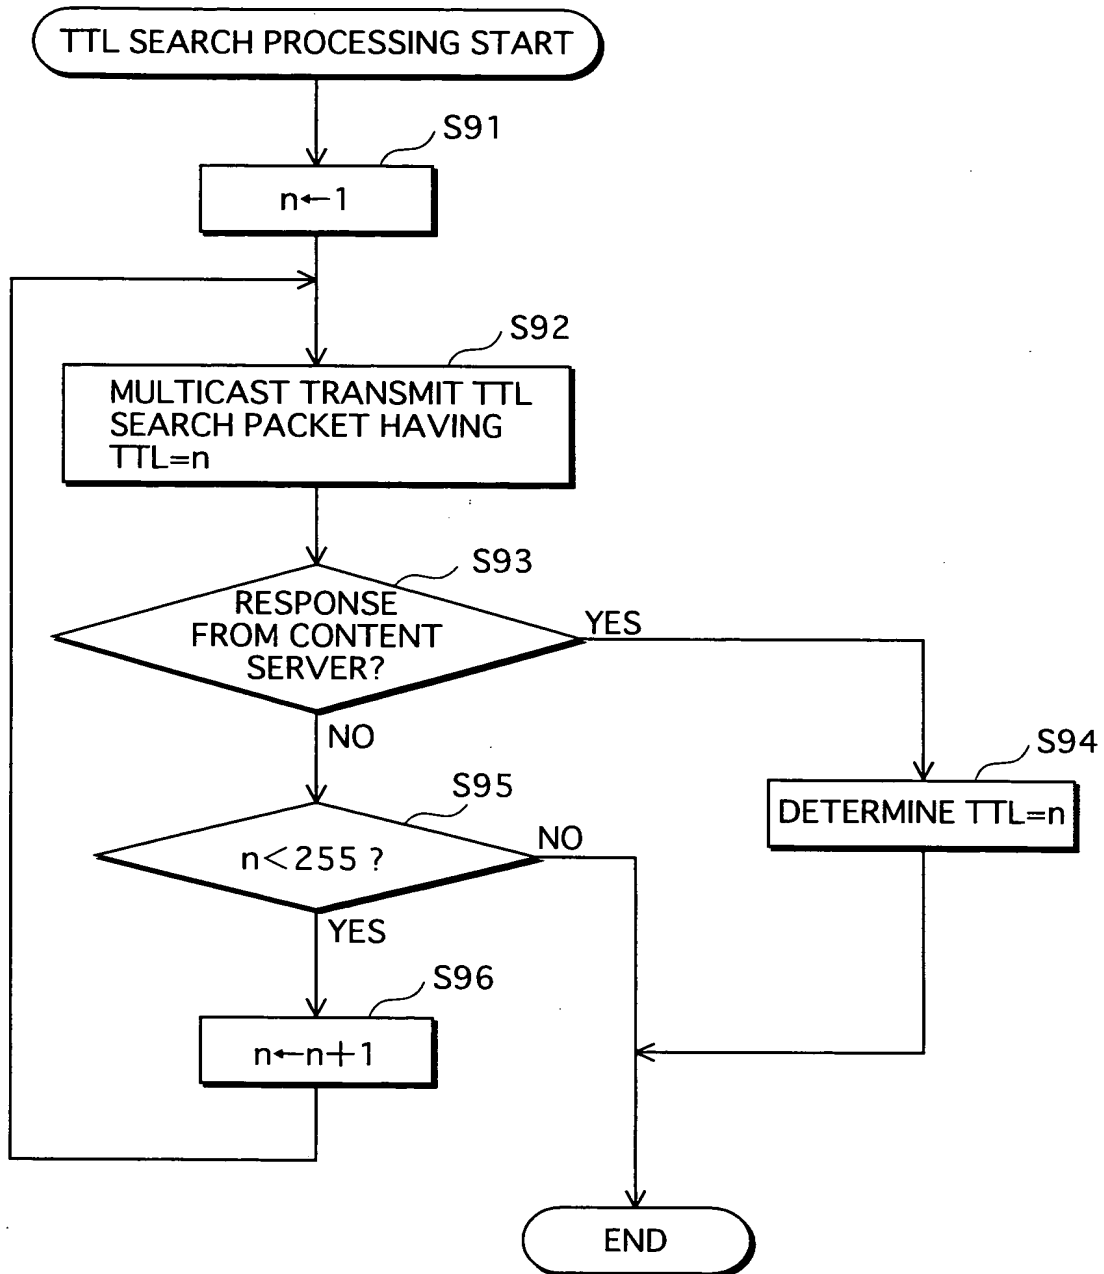 TTL SEARCH PROCESSING START
S91
n←1
S92
MULTICAST TRANSMIT TTL
SEARCH PACKET HAVING
TTL=n
S93
RESPONSE
FROM CONTENT
SERVER?
YES
NO
S94
DETERMINE TTL=n
S95
n<255 ?
NO
YES
S96
n←n+1
END